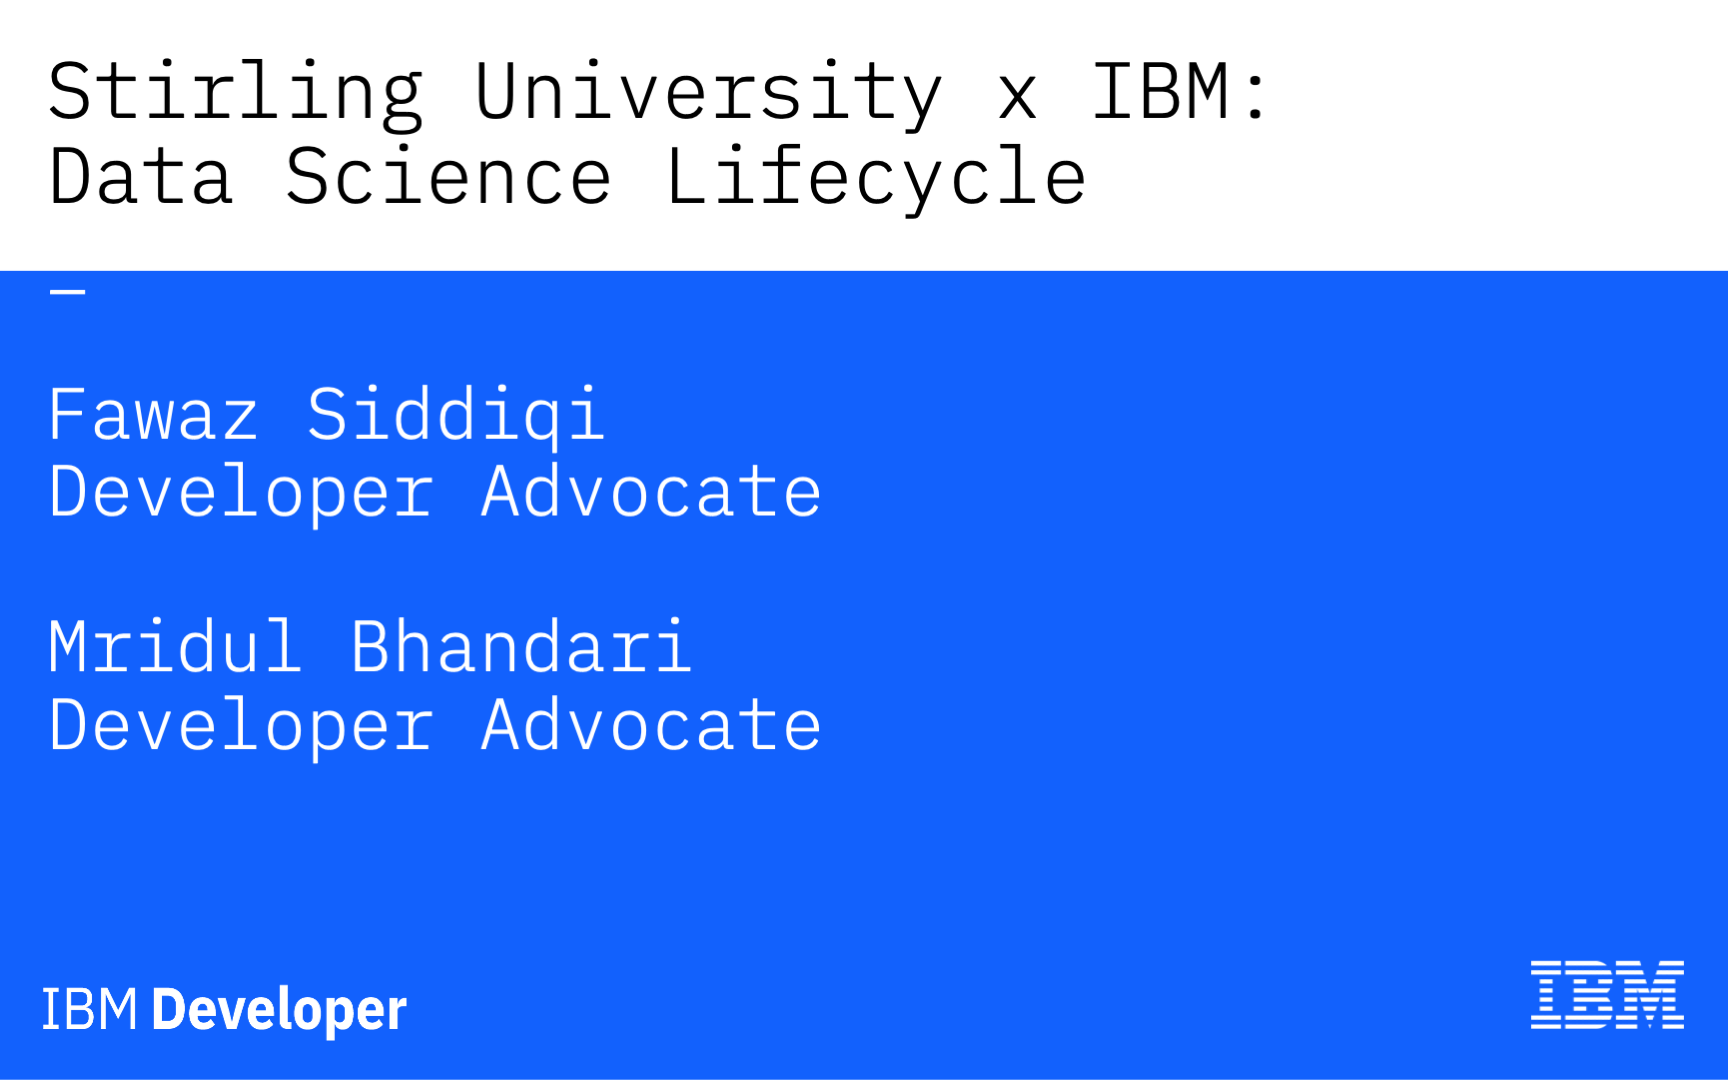 Stirling University x IBM:
Data Science Lifecycle
—
Fawaz Siddiqi
Developer Advocate
Mridul Bhandari
Developer Advocate
IBM Developer
IBM